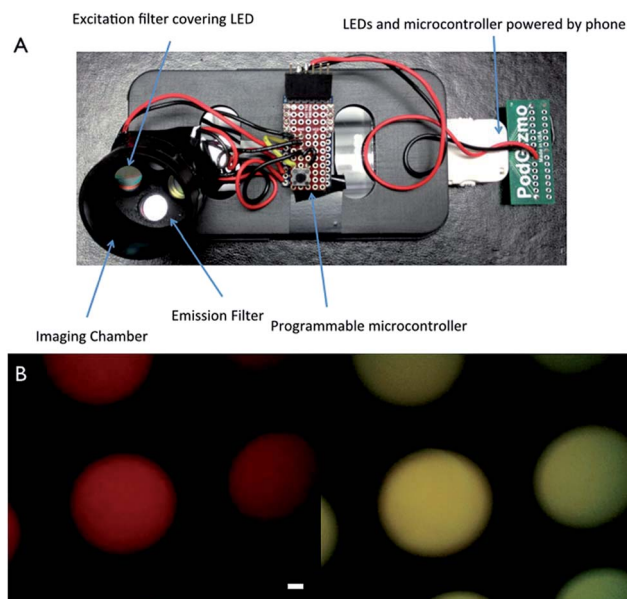 Excitation filter covering LED
LEDs and microcontroller powered by phone
A
PodGizmo
Emission Filter
Programmable microcontroller
Imaging Chamber
B